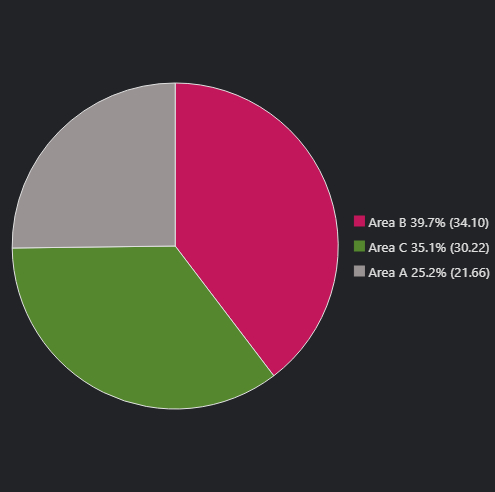 Area B 39.7% (34.10)
Area C 35.1% (30.22)
Area A 25.2% (21.66)